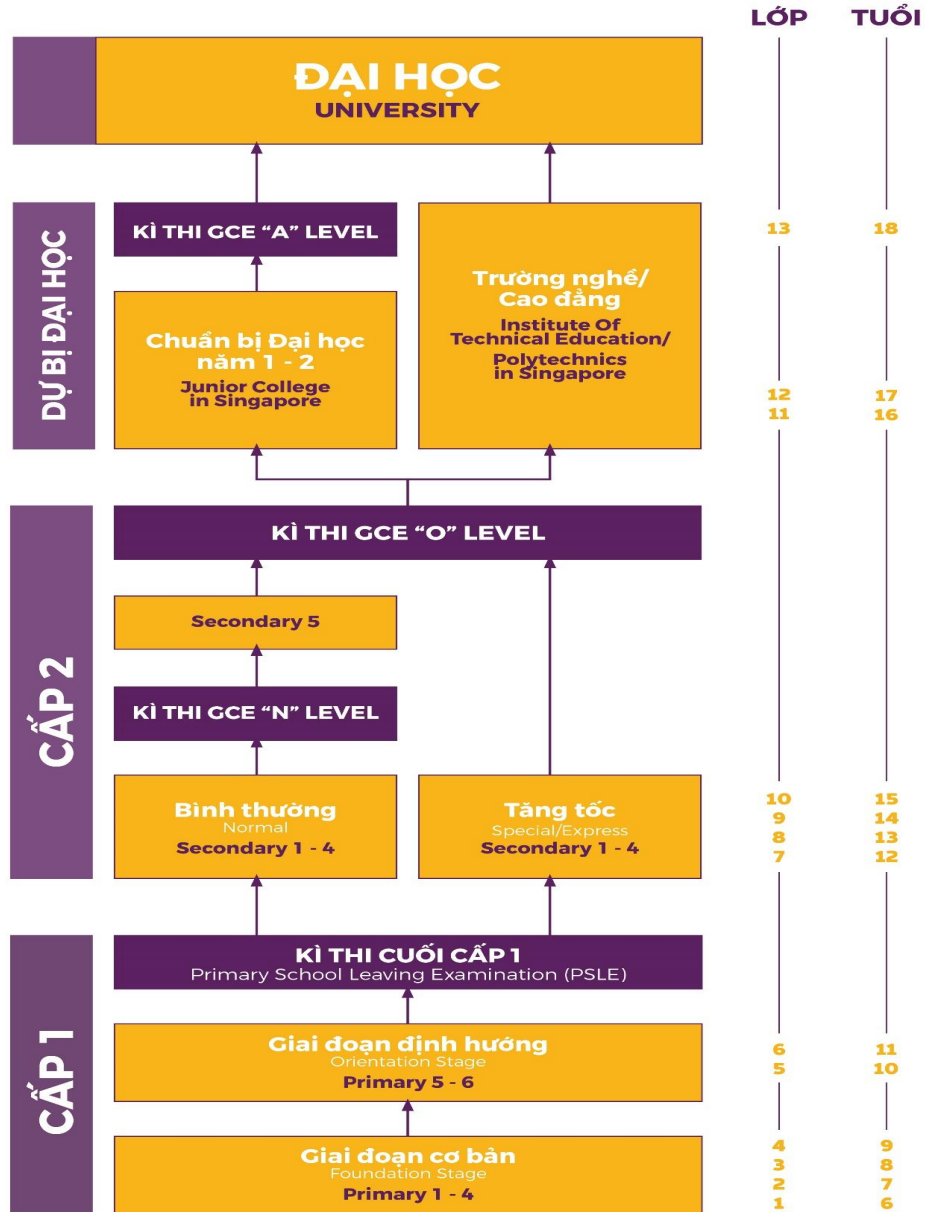 LỚP TUỔI
ĐẠI HỌC
UNIVERSITY
DỰ BỊ ĐẠI HỌC
KÌ THI GCE “A” LEVEL
Chuẩn bị Đại học
năm 1 - 2
Junior College
in Singapore
Trường nghề/
Cao đẳng
Institute Of
Technical Education/
Polytechnics
in Singapore
13 18
12 17
11 16
CẤP 2
KÌ THI GCE “O” LEVEL
Secondary 5
KÌ THI GCE “N” LEVEL
Bình thường
Normal
Secondary 1 - 4
Tăng tốc
Special/Express
Secondary 1 - 4
10 15
9 14
8 13
7 12
CẤP 1
KÌ THI CUỐI CẤP 1
Primary School Leaving Examination (PSLE)
Giai đoạn định hướng
Orientation Stage
Primary 5 - 6
6 11
5 10
Giai đoạn cơ bản
Foundation Stage
Primary 1 - 4
4 9
3 8
2 7
1 6